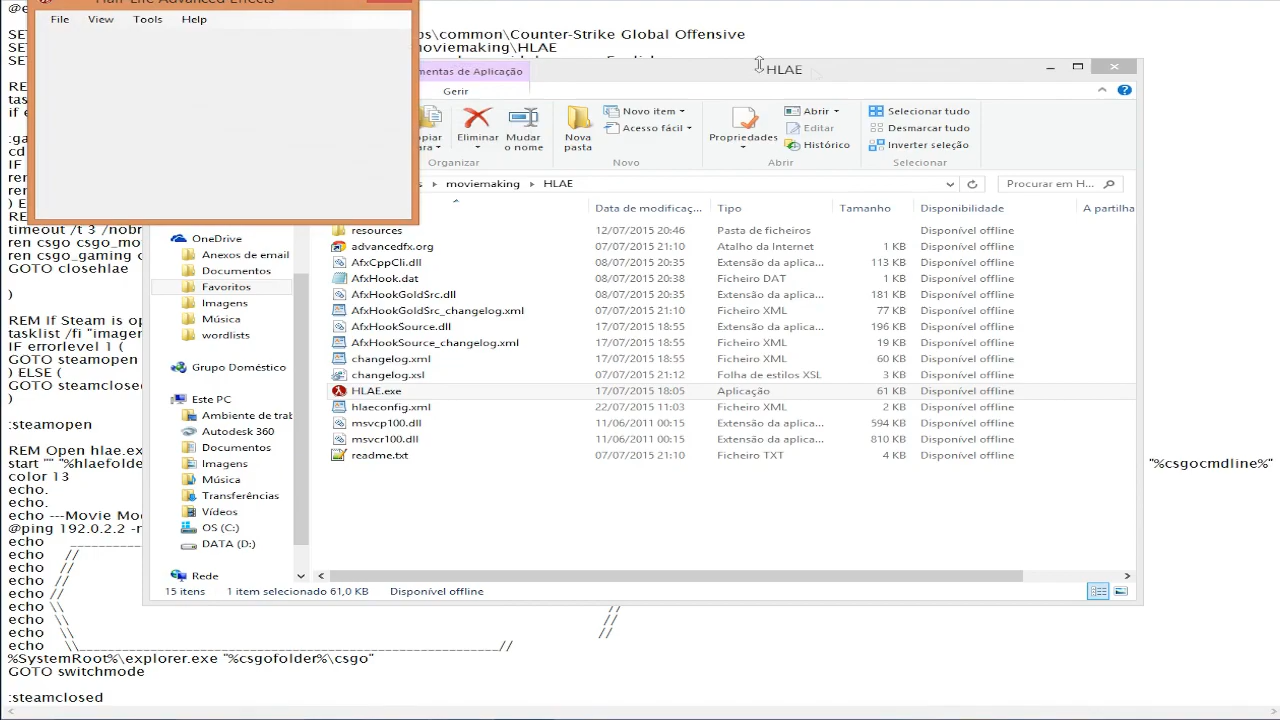 @e
Half-Life Advanced Effects
File View Tools Help
SE
ps\common\Counter-Strike Global Offensive
noviemaking\HLAE
SE
RE
tas
if e
:ga
cd
IF
ren
ren
) E
RE
timeout /t 3 /nobr
ren csgo csgo_mo
ren csgo_gaming c
GOTO closehlae
)
REM If Steam is op
tasklist /fi "imagen
IF errorlevel 1 (
GOTO steamopen
) ELSE (
GOTO steamclosed
)
:steamopen
REM Open hlae.ex
start "" "%hlaefolde
"%csgocmdline%"
color 13
echo.
echo.
echo ---Movie Mod
@ping 192.0.2.2 -n
echo ______
echo //
echo //
echo //
echo //
echo \\ //
echo \\ //
echo \\ //
echo \\______//
%SystemRoot%\explorer.exe "%csgofolder%\csgo"
GOTO switchmode
:steamclosed
HLAE
mentas de Aplicação
Gerir
opiar
para
Eliminar
Mudar
o nome
Organizar
Nova
pasta
Novo item
Acesso fácil
Novo
Propriedades
Abrir
Editar
Histórico
Abrir
Selecionar tudo
Desmarcar tudo
Inverter seleção
Selecionar
s moviemaking HLAE
Procurar em H...
Data de modificaç... Tipo Tamanho Disponibilidade A partilha
OneDrive
Anexos de email
Documentos
Favoritos
Imagens
Música
wordlists
Grupo Doméstico
Este PC
Ambiente de trab
Autodesk 360
Documentos
Imagens
Música
Transferências
Vídeos
OS (C:)
DATA (D:)
Rede
resources 12/07/2015 20:46 Pasta de ficheiros Disponível offline
advancedfx.org 07/07/2015 21:10 Atalho da Internet 1 KB Disponível offline
AfxCppCli.dll 08/07/2015 20:35 Extensão da aplica... 113 KB Disponível offline
AfxHook.dat 08/07/2015 20:38 Ficheiro DAT 1 KB Disponível offline
AfxHookGoldSrc.dll 08/07/2015 20:35 Extensão da aplica... 181 KB Disponível offline
AfxHookGoldSrc_changelog.xml 07/07/2015 21:10 Ficheiro XML 77 KB Disponível offline
AfxHookSource.dll 17/07/2015 18:55 Extensão da aplica... 196 KB Disponível offline
AfxHookSource_changelog.xml 17/07/2015 18:55 Ficheiro XML 19 KB Disponível offline
changelog.xml 17/07/2015 18:55 Ficheiro XML 60 KB Disponível offline
changelog.xsl 07/07/2015 21:12 Folha de estilos XSL 3 KB Disponível offline
HLAE.exe 17/07/2015 18:05 Aplicação 61 KB Disponível offline
hlaeconfig.xml 22/07/2015 11:03 Ficheiro XML 2 KB Disponível offline
msvcp100.dll 11/06/2011 00:15 Extensão da aplica... 594 KB Disponível offline
msvcr100.dll 11/06/2011 00:15 Extensão da aplica... 810 KB Disponível offline
readme.txt 07/07/2015 21:10 Ficheiro TXT 4 KB Disponível offline
15 itens 1 item selecionado 61,0 KB Disponível offline